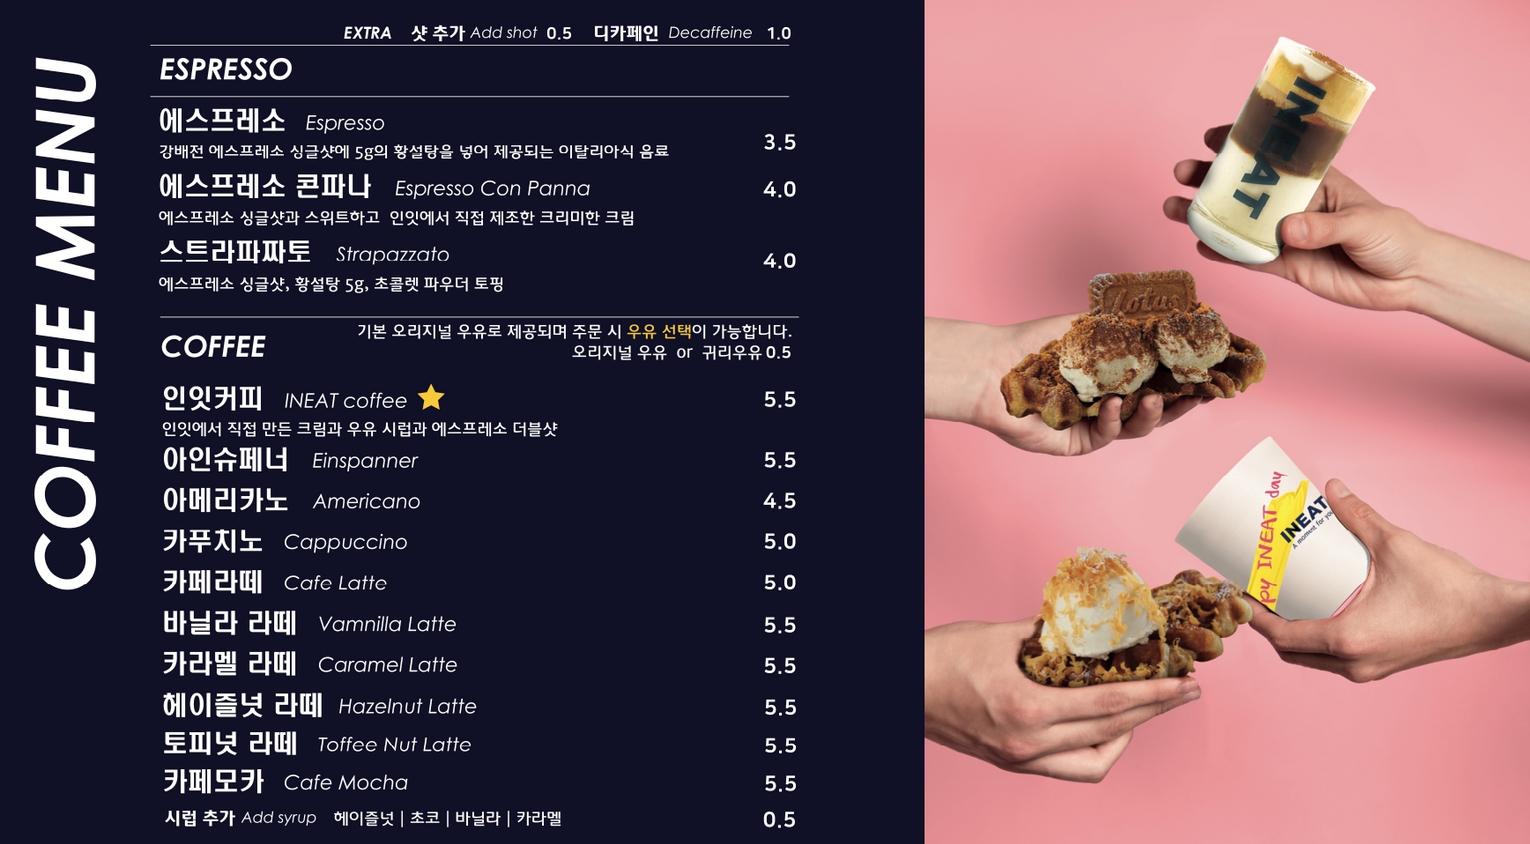 COFFEE MENU
EXTRA 샷 추가 Add shot 0.5 디카페인 Decaffeine 1.0
ESPRESSO
에스프레소 Espresso 3.5
강배전 에스프레소 싱글샷에 5g의 황설탕을 넣어 제공되는 이탈리아식 음료
에스프레소 콘파나 Espresso Con Panna 4.0
에스프레소 싱글샷과 스위트하고 인잇에서 직접 제조한 크리미한 크림
스트라파짜토 Strapazzato 4.0
에스프레소 싱글샷, 황설탕 5g, 초콜렛 파우더 토핑
COFFEE
기본 오리지널 우유로 제공되며 주문 시 우유 선택이 가능합니다.
오리지널 우유 or 귀리우유 0.5
인잇커피 INEAT coffee 5.5
인잇에서 직접 만든 크림과 우유 시럽과 에스프레소 더블샷
아인슈페너 Einspanner 5.5
아메리카노 Americano 4.5
카푸치노 Cappuccino 5.0
카페라떼 Cafe Latte 5.0
바닐라 라떼 Vamnilla Latte 5.5
카라멜 라떼 Caramel Latte 5.5
헤이즐넛 라떼 Hazelnut Latte 5.5
토피넛 라떼 Toffee Nut Latte 5.5
카페모카 Cafe Mocha 5.5
시럽 추가 Add syrup 헤이즐넛 | 초코 | 바닐라 | 카라멜 0.5
INEAT
Lotus
py INEAT day
INEAT
A moment for you